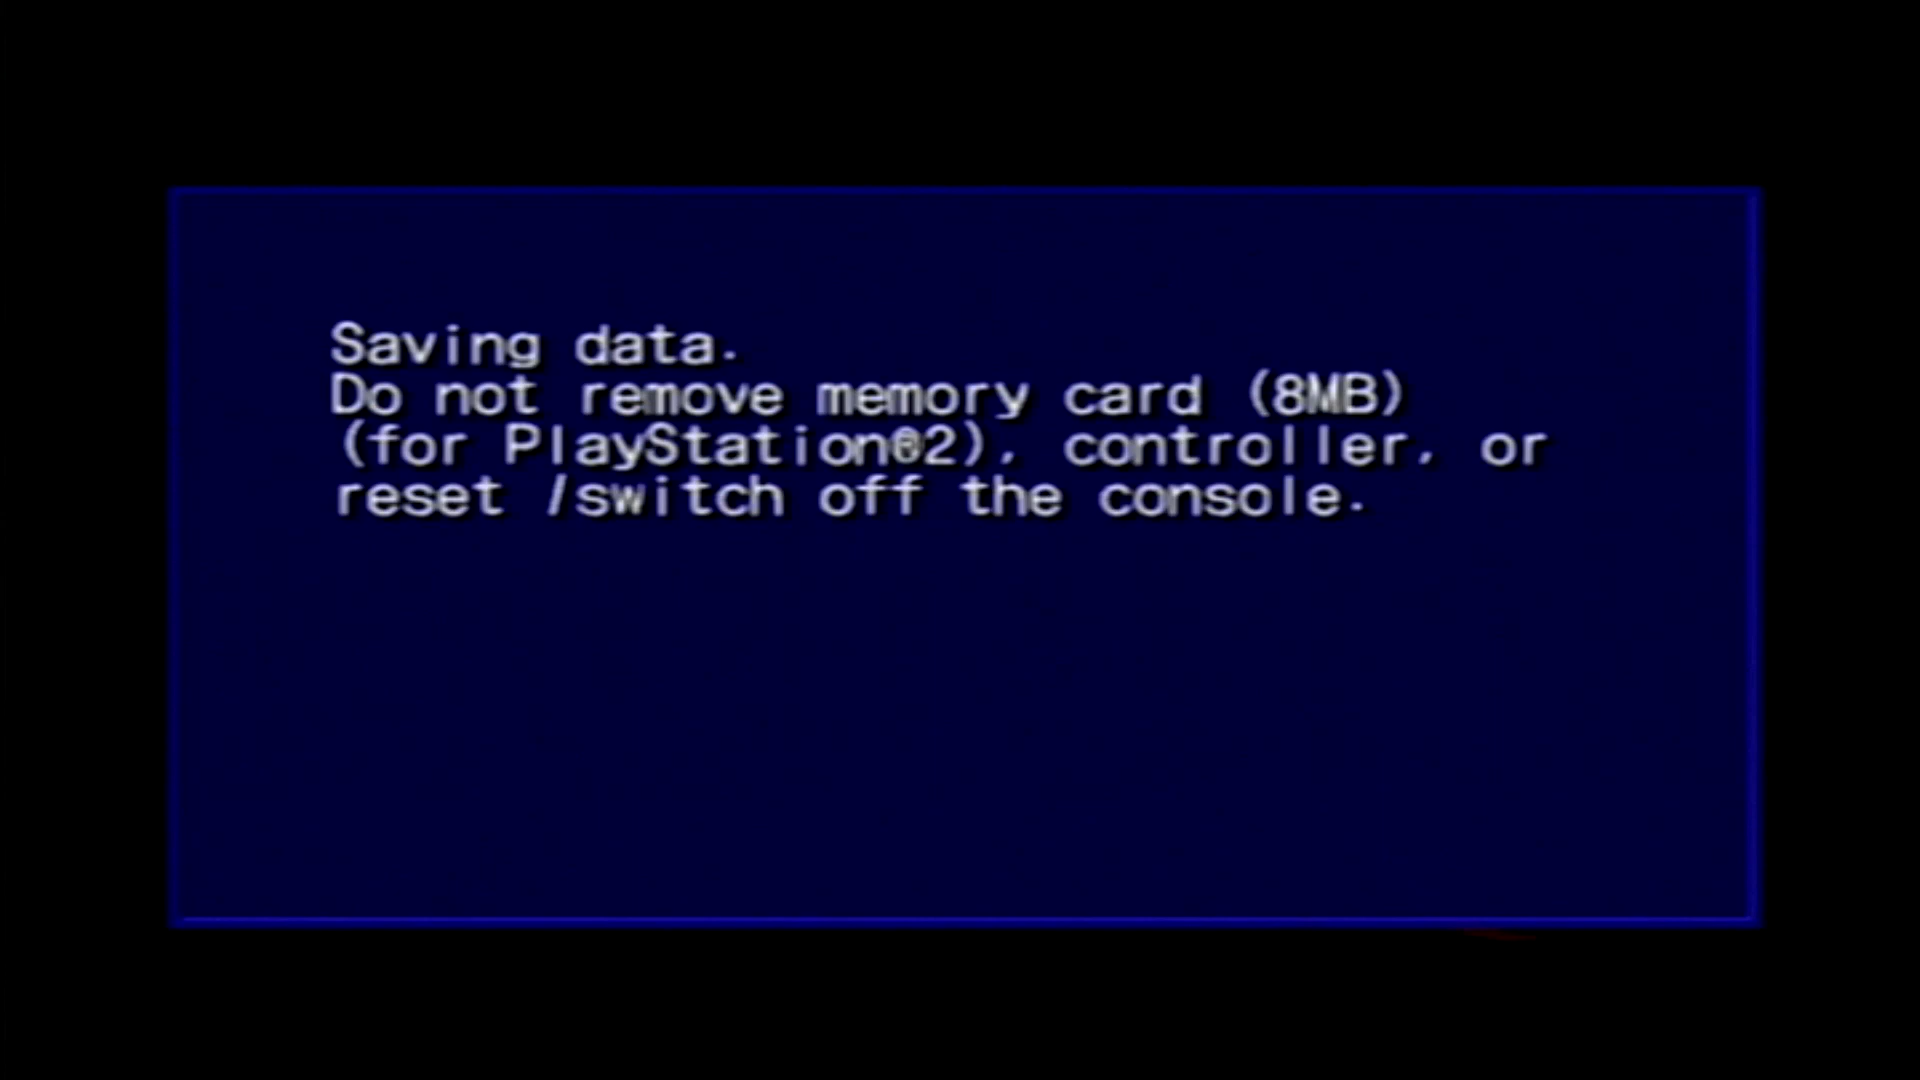 Saving data.
Do not remove memory card (8MB)
(for PlayStation®2), controller, or
reset /switch off the console.